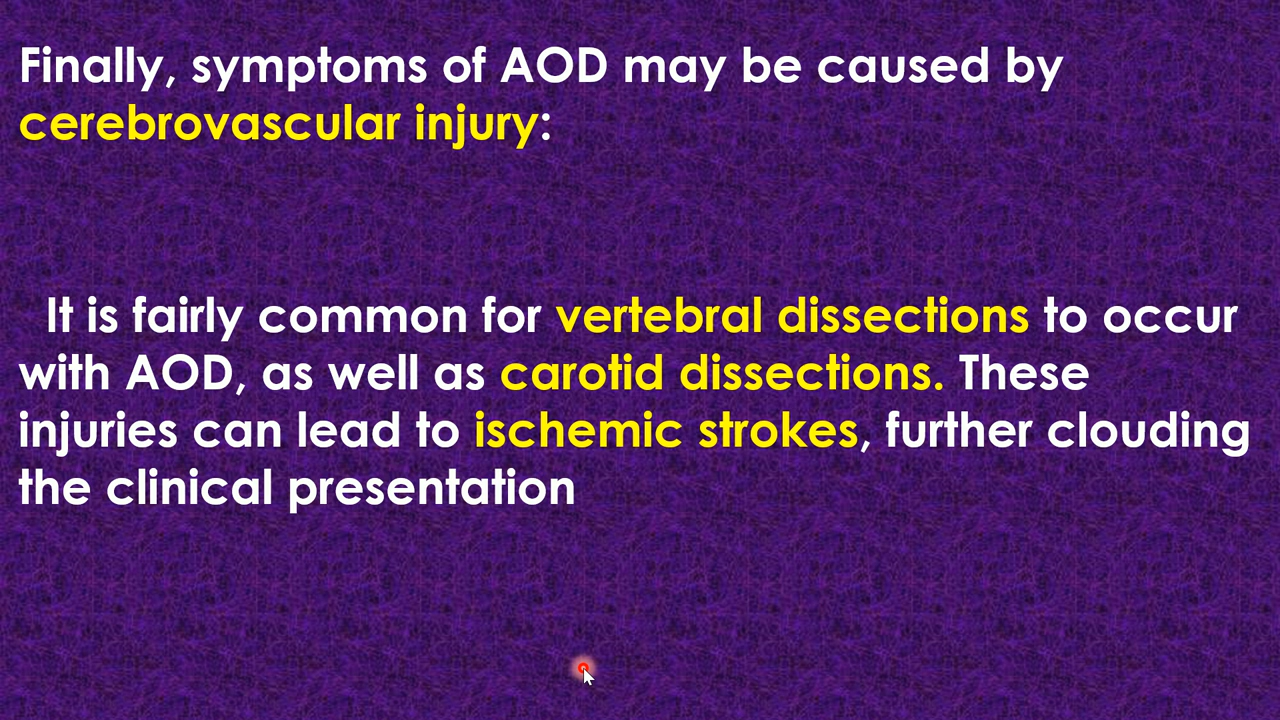 Finally, symptoms of AOD may be caused by
cerebrovascular injury:
It is fairly common for vertebral dissections to occur
with AOD, as well as carotid dissections. These
injuries can lead to ischemic strokes, further clouding
the clinical presentation